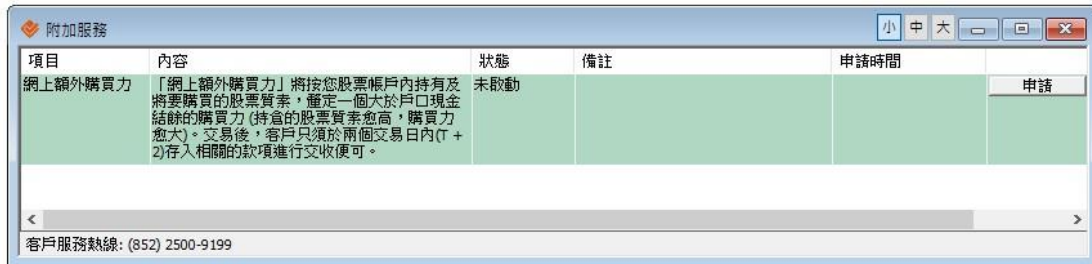 附加服務 小 中 大
項目 內容 狀態 備註 申請時間
網上額外購買力 「網上額外購買力」將按您股票帳戶內持有及 未啟動 申請
將要購買的股票質素，釐定一個大於戶口現金
結餘的購買力 (持倉的股票質素愈高，購買力
愈大)。交易後，客戶只須於兩個交易日內(T +
2)存入相關的款項進行交收便可。
客戶服務熱線: (852) 2500-9199